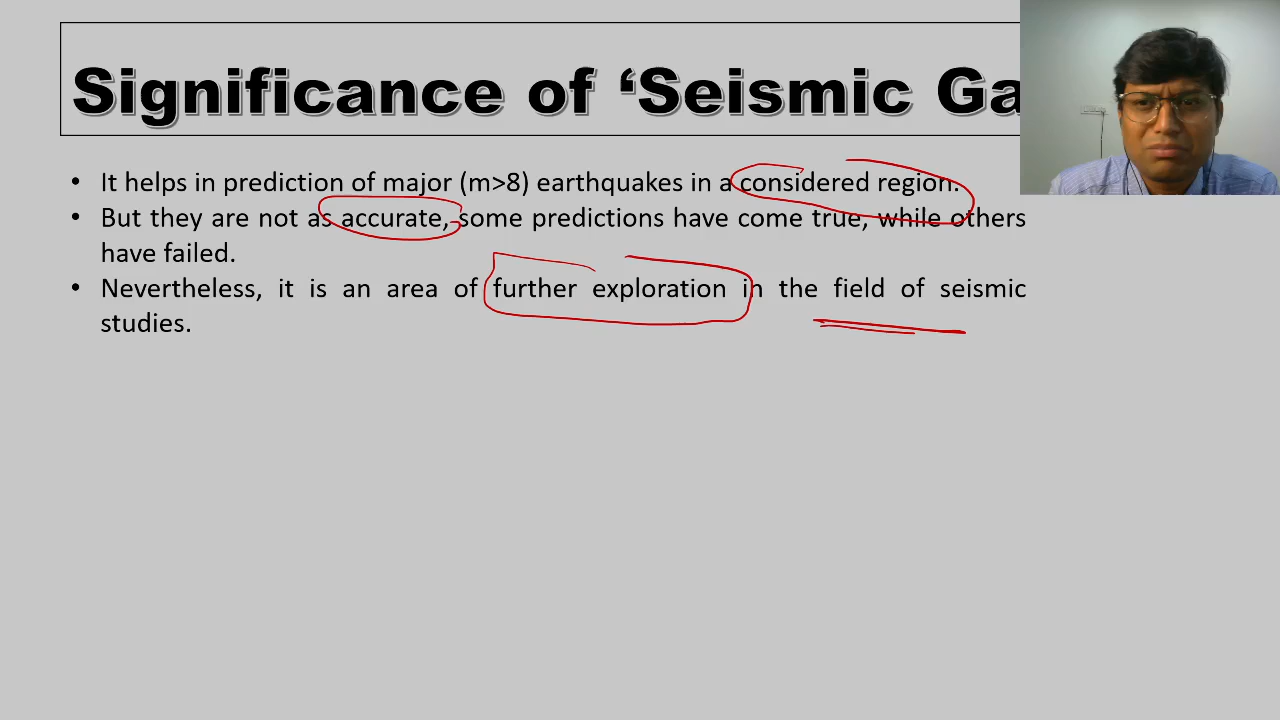 Significance of ‘Seismic Ga
• It helps in prediction of major (m>8) earthquakes in a considered region.
• But they are not as accurate, some predictions have come true, while others
have failed.
• Nevertheless, it is an area of further exploration in the field of seismic
studies.